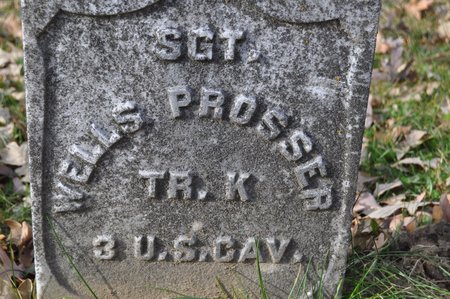 SGT.
WELLS PROSSER
TR. K
3 U.S. CAV.